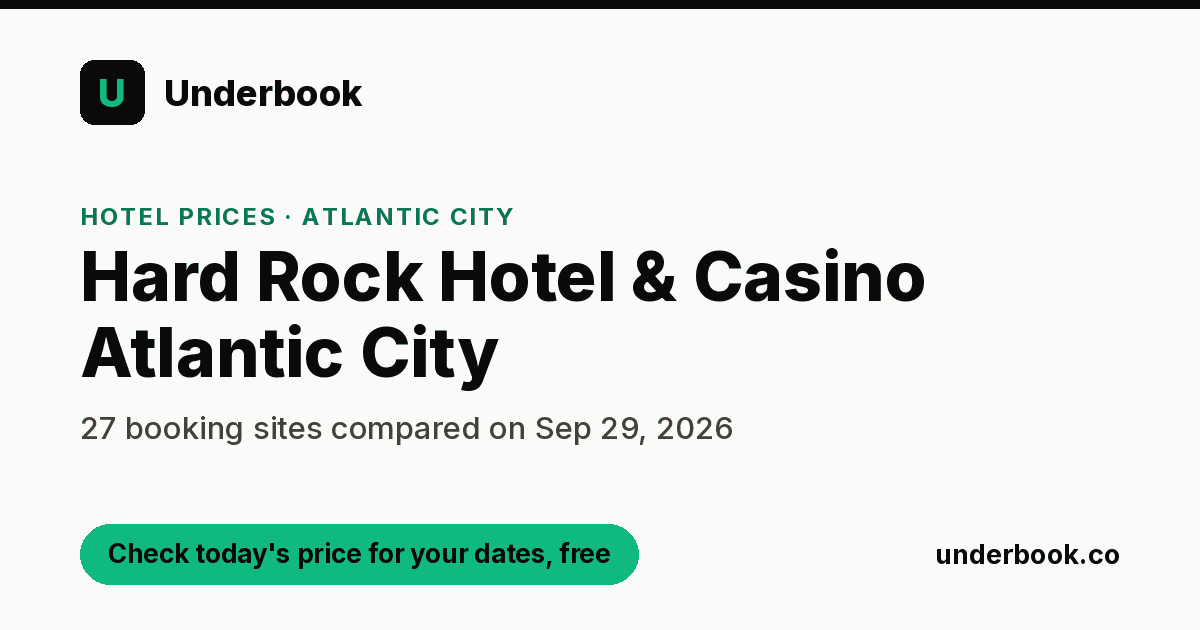 U Underbook
HOTEL PRICES · ATLANTIC CITY
Hard Rock Hotel & Casino
Atlantic City
27 booking sites compared on Sep 29, 2026
Check today's price for your dates, free
underbook.co